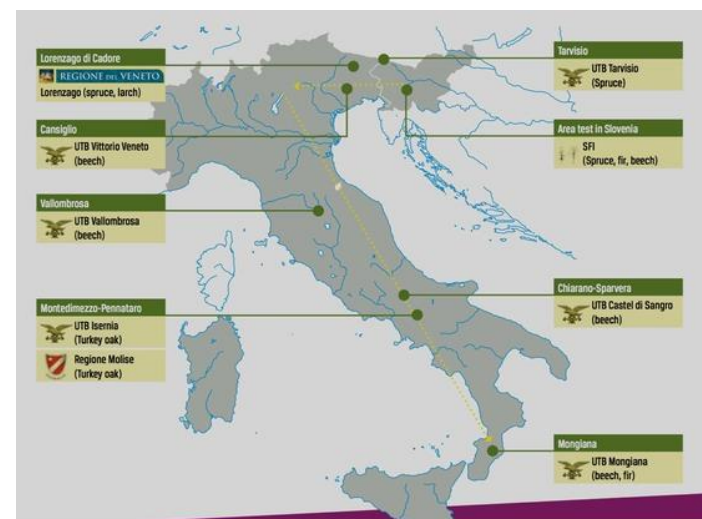 Lorenzago di Cadore
REGIONE DEL VENETO
Lorenzago (spruce, larch)
Cansiglio
UTB Vittorio Veneto
(beech)
Vallombrosa
UTB Vallombrosa
(beech)
Montedimezzo-Pennataro
UTB Isernia
(Turkey oak)
Regione Molise
(Turkey oak)
Tarvisio
UTB Tarvisio
(Spruce)
Area test in Slovenia
SFI
(Spruce, fir, beech)
Chiarano-Sparvera
UTB Castel di Sangro
(beech)
Mongiana
UTB Mongiana
(beech, fir)